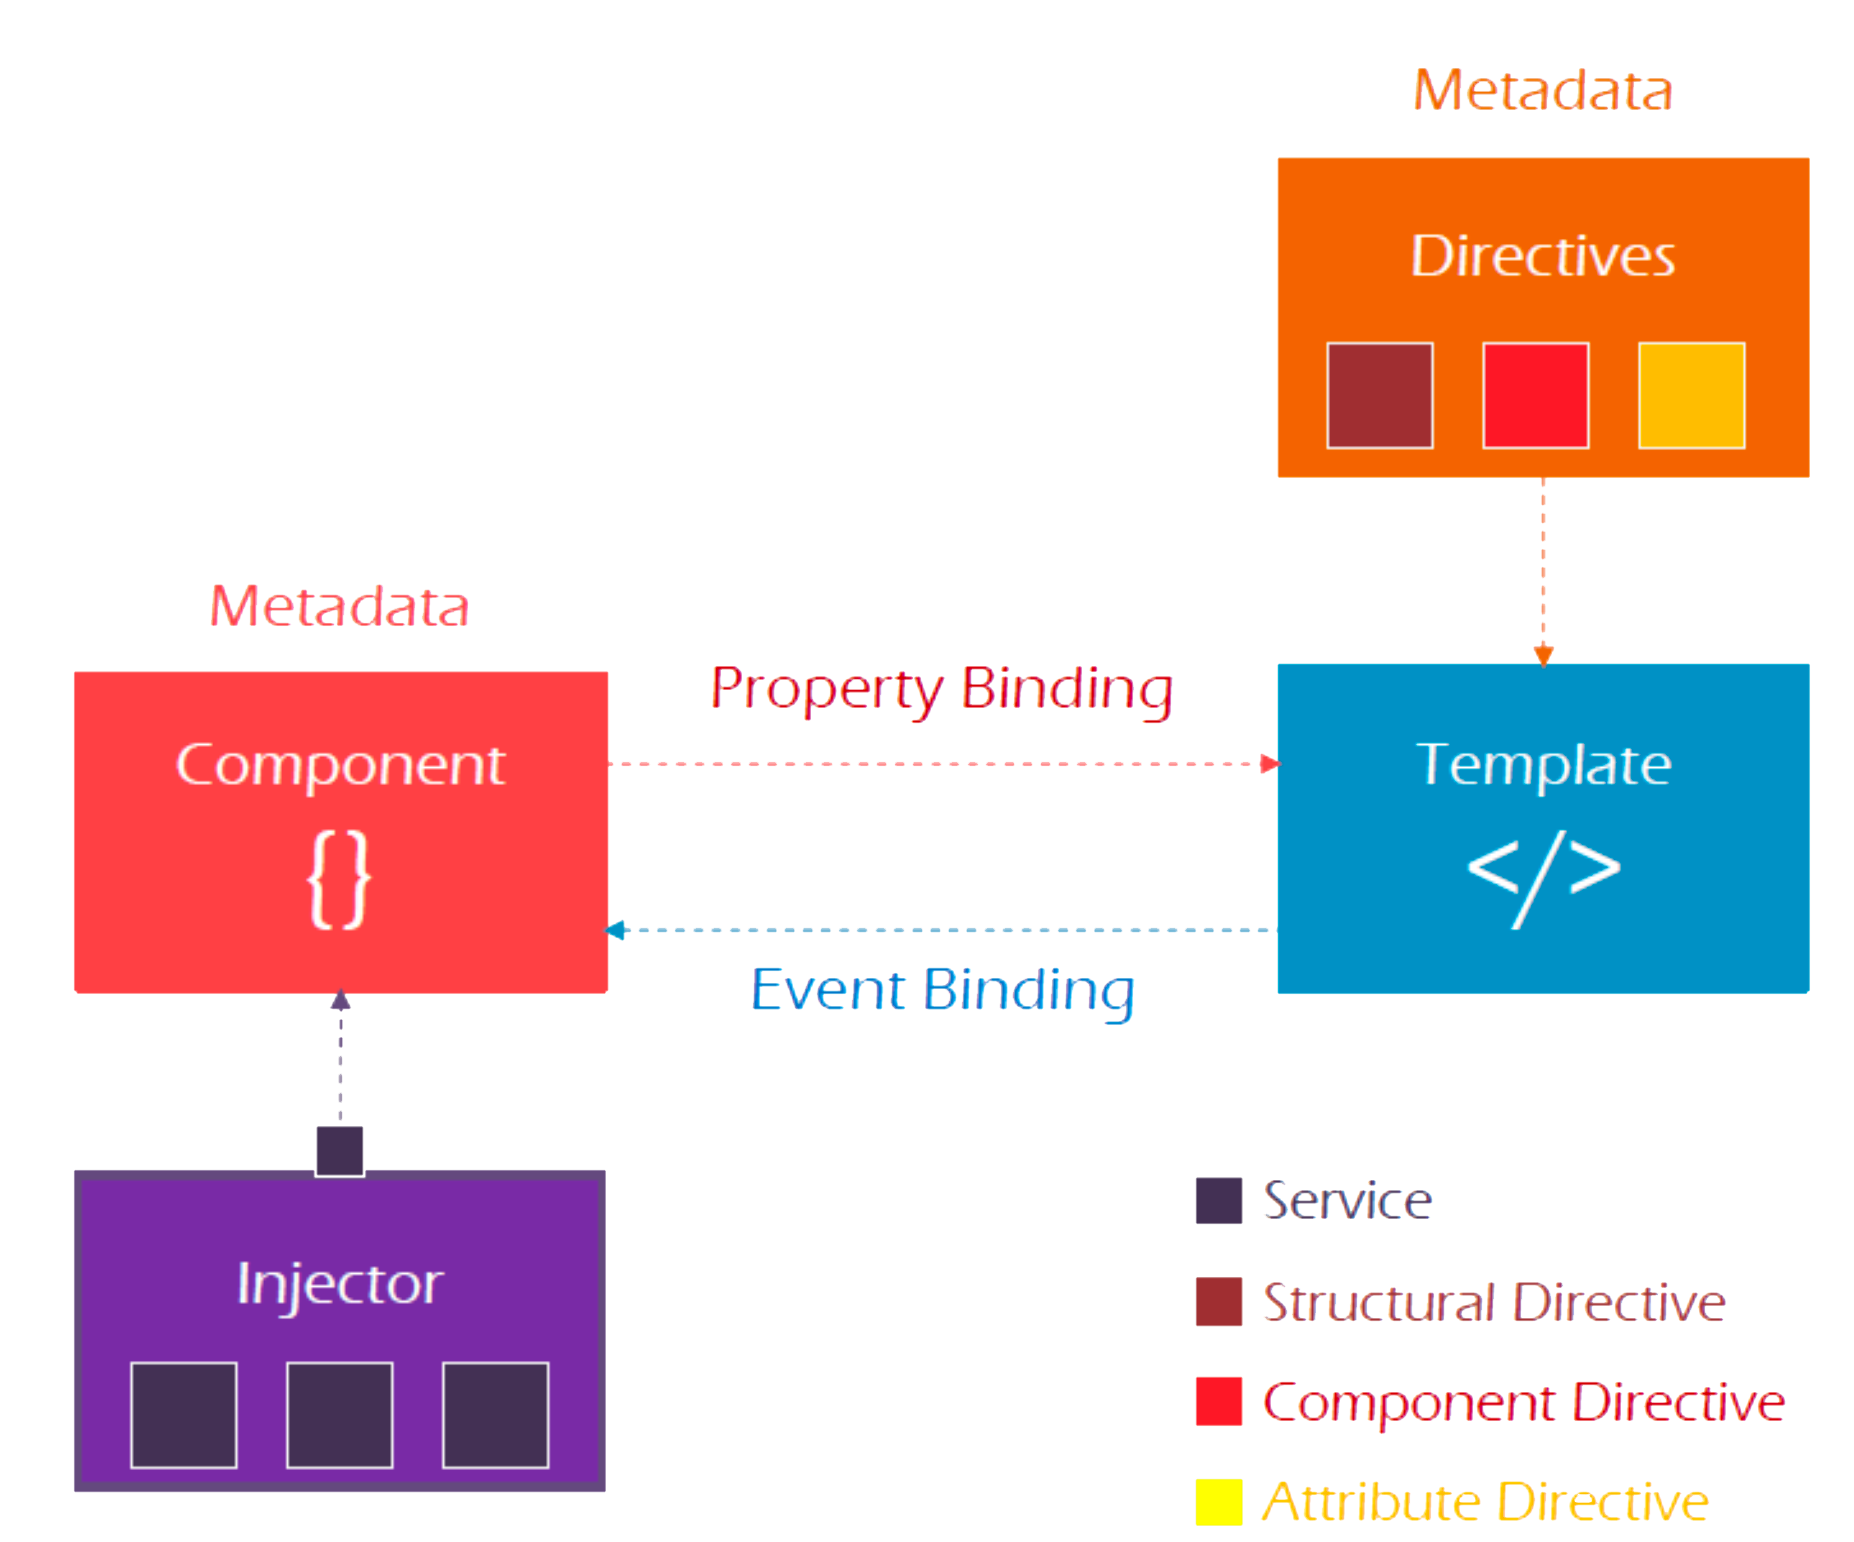 Metadata
Directives
Metadata
Component
{}
Property Binding
Template
</>
Event Binding
Injector
Service
Structural Directive
Component Directive
Attribute Directive